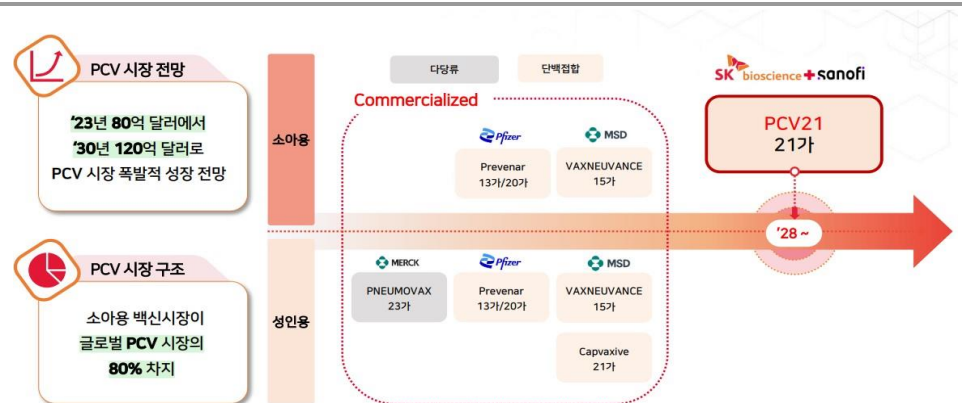 PCV 시장 전망
'23년 80억 달러에서
'30년 120억 달러로
PCV 시장 폭발적 성장 전망
PCV 시장 구조
소아용 백신시장이
글로벌 PCV 시장의
80% 차지
소아용
성인용
다당류
단백접합
Commercialized
Pfizer
Prevenar
13가/20가
MSD
VAXNEUVANCE
15가
MERCK
PNEUMOVAX
23가
Pfizer
Prevenar
13가/20가
MSD
VAXNEUVANCE
15가
Capvaxive
21가
SK bioscience + sanofi
PCV21
21가
'28 ~